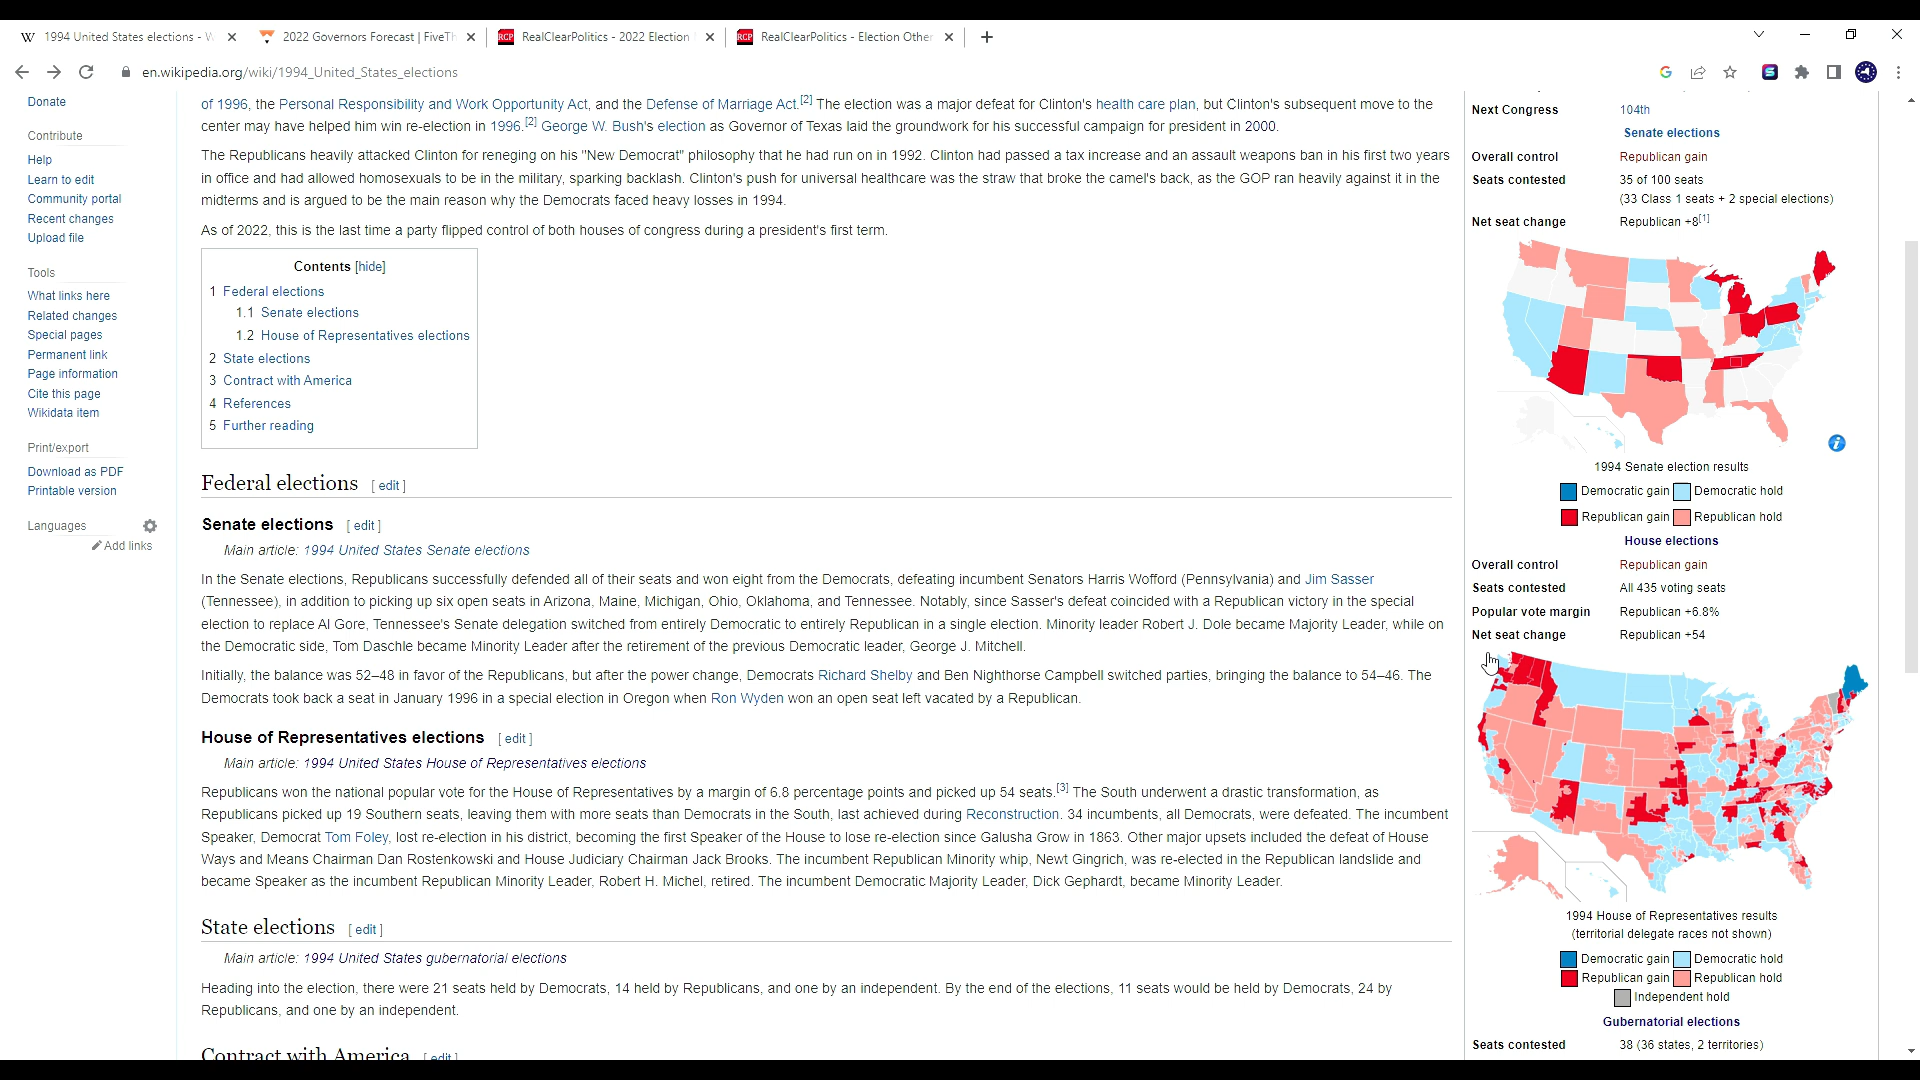 1994 United States elections - W
2022 Governors Forecast | FiveTh
RealClearPolitics - 2022 Election
RealClearPolitics - Election Other
en.wikipedia.org/wiki/1994_United_States_elections
Donate
Contribute
Help
Learn to edit
Community portal
Recent changes
Upload file
Tools
What links here
Related changes
Special pages
Permanent link
Page information
Cite this page
Wikidata item
Print/export
Download as PDF
Printable version
Languages
Add links
of 1996, the Personal Responsibility and Work Opportunity Act, and the Defense of Marriage Act.[2] The election was a major defeat for Clinton's health care plan, but Clinton's subsequent move to the
center may have helped him win re-election in 1996.[2] George W. Bush's election as Governor of Texas laid the groundwork for his successful campaign for president in 2000.
The Republicans heavily attacked Clinton for reneging on his "New Democrat" philosophy that he had run on in 1992. Clinton had passed a tax increase and an assault weapons ban in his first two years
in office and had allowed homosexuals to be in the military, sparking backlash. Clinton's push for universal healthcare was the straw that broke the camel's back, as the GOP ran heavily against it in the
midterms and is argued to be the main reason why the Democrats faced heavy losses in 1994.
As of 2022, this is the last time a party flipped control of both houses of congress during a president's first term.
Contents [hide]
1 Federal elections
1.1 Senate elections
1.2 House of Representatives elections
2 State elections
3 Contract with America
4 References
5 Further reading
Federal elections [ edit ]
Senate elections [ edit ]
Main article: 1994 United States Senate elections
In the Senate elections, Republicans successfully defended all of their seats and won eight from the Democrats, defeating incumbent Senators Harris Wofford (Pennsylvania) and Jim Sasser
(Tennessee), in addition to picking up six open seats in Arizona, Maine, Michigan, Ohio, Oklahoma, and Tennessee. Notably, since Sasser's defeat coincided with a Republican victory in the special
election to replace Al Gore, Tennessee's Senate delegation switched from entirely Democratic to entirely Republican in a single election. Minority leader Robert J. Dole became Majority Leader, while on
the Democratic side, Tom Daschle became Minority Leader after the retirement of the previous Democratic leader, George J. Mitchell.
Initially, the balance was 52–48 in favor of the Republicans, but after the power change, Democrats Richard Shelby and Ben Nighthorse Campbell switched parties, bringing the balance to 54–46. The
Democrats took back a seat in January 1996 in a special election in Oregon when Ron Wyden won an open seat left vacated by a Republican.
House of Representatives elections [ edit ]
Main article: 1994 United States House of Representatives elections
Republicans won the national popular vote for the House of Representatives by a margin of 6.8 percentage points and picked up 54 seats.[3] The South underwent a drastic transformation, as
Republicans picked up 19 Southern seats, leaving them with more seats than Democrats in the South, last achieved during Reconstruction. 34 incumbents, all Democrats, were defeated. The incumbent
Speaker, Democrat Tom Foley, lost re-election in his district, becoming the first Speaker of the House to lose re-election since Galusha Grow in 1863. Other major upsets included the defeat of House
Ways and Means Chairman Dan Rostenkowski and House Judiciary Chairman Jack Brooks. The incumbent Republican Minority whip, Newt Gingrich, was re-elected in the Republican landslide and
became Speaker as the incumbent Republican Minority Leader, Robert H. Michel, retired. The incumbent Democratic Majority Leader, Dick Gephardt, became Minority Leader.
State elections [ edit ]
Main article: 1994 United States gubernatorial elections
Heading into the election, there were 21 seats held by Democrats, 14 held by Republicans, and one by an independent. By the end of the elections, 11 seats would be held by Democrats, 24 by
Republicans, and one by an independent.
Contract with America [ edit ]
Next Congress 104th
Senate elections
Overall control Republican gain
Seats contested 35 of 100 seats
(33 Class 1 seats + 2 special elections)
Net seat change Republican +8[1]
1994 Senate election results
Democratic gain Democratic hold
Republican gain Republican hold
House elections
Overall control Republican gain
Seats contested All 435 voting seats
Popular vote margin Republican +6.8%
Net seat change Republican +54
1994 House of Representatives results
(territorial delegate races not shown)
Democratic gain Democratic hold
Republican gain Republican hold
Independent hold
Gubernatorial elections
Seats contested 38 (36 states, 2 territories)